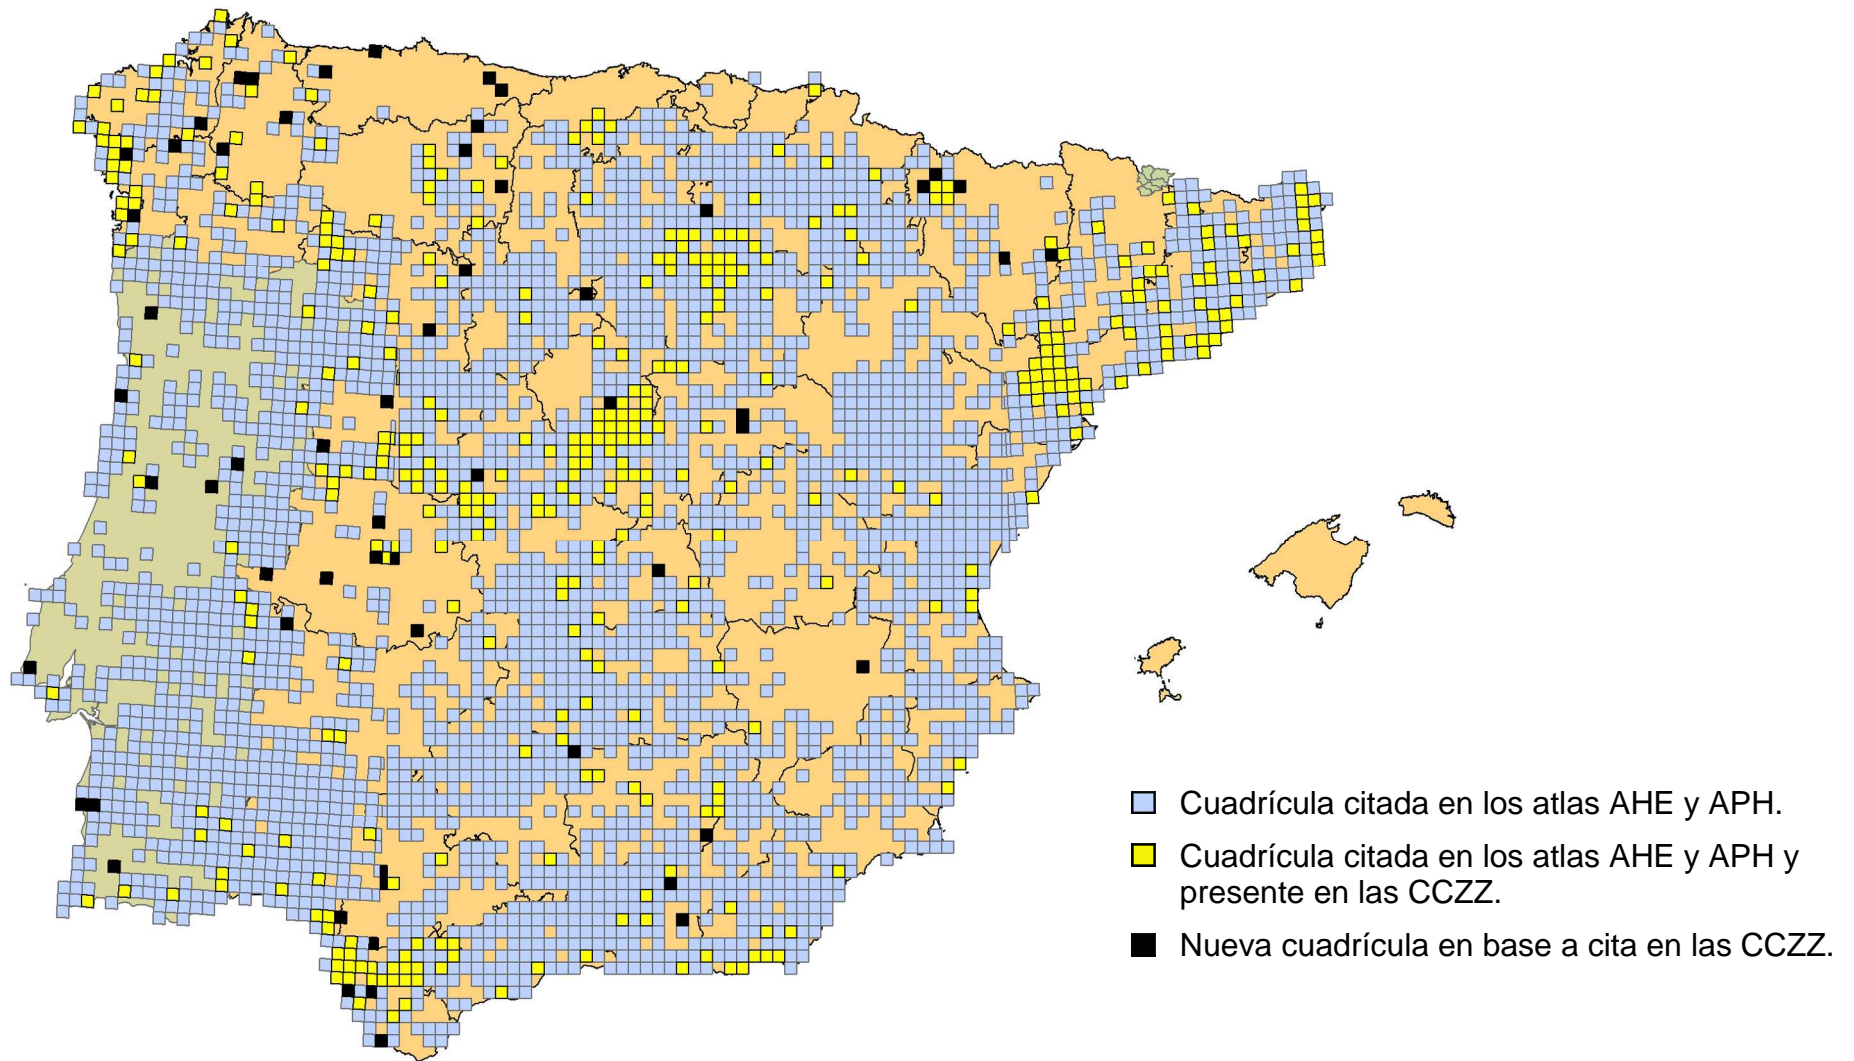 Cuadrícula citada en los atlas AHE y APH.
Cuadrícula citada en los atlas AHE y APH y
presente en las CCZZ.
Nueva cuadrícula en base a cita en las CCZZ.